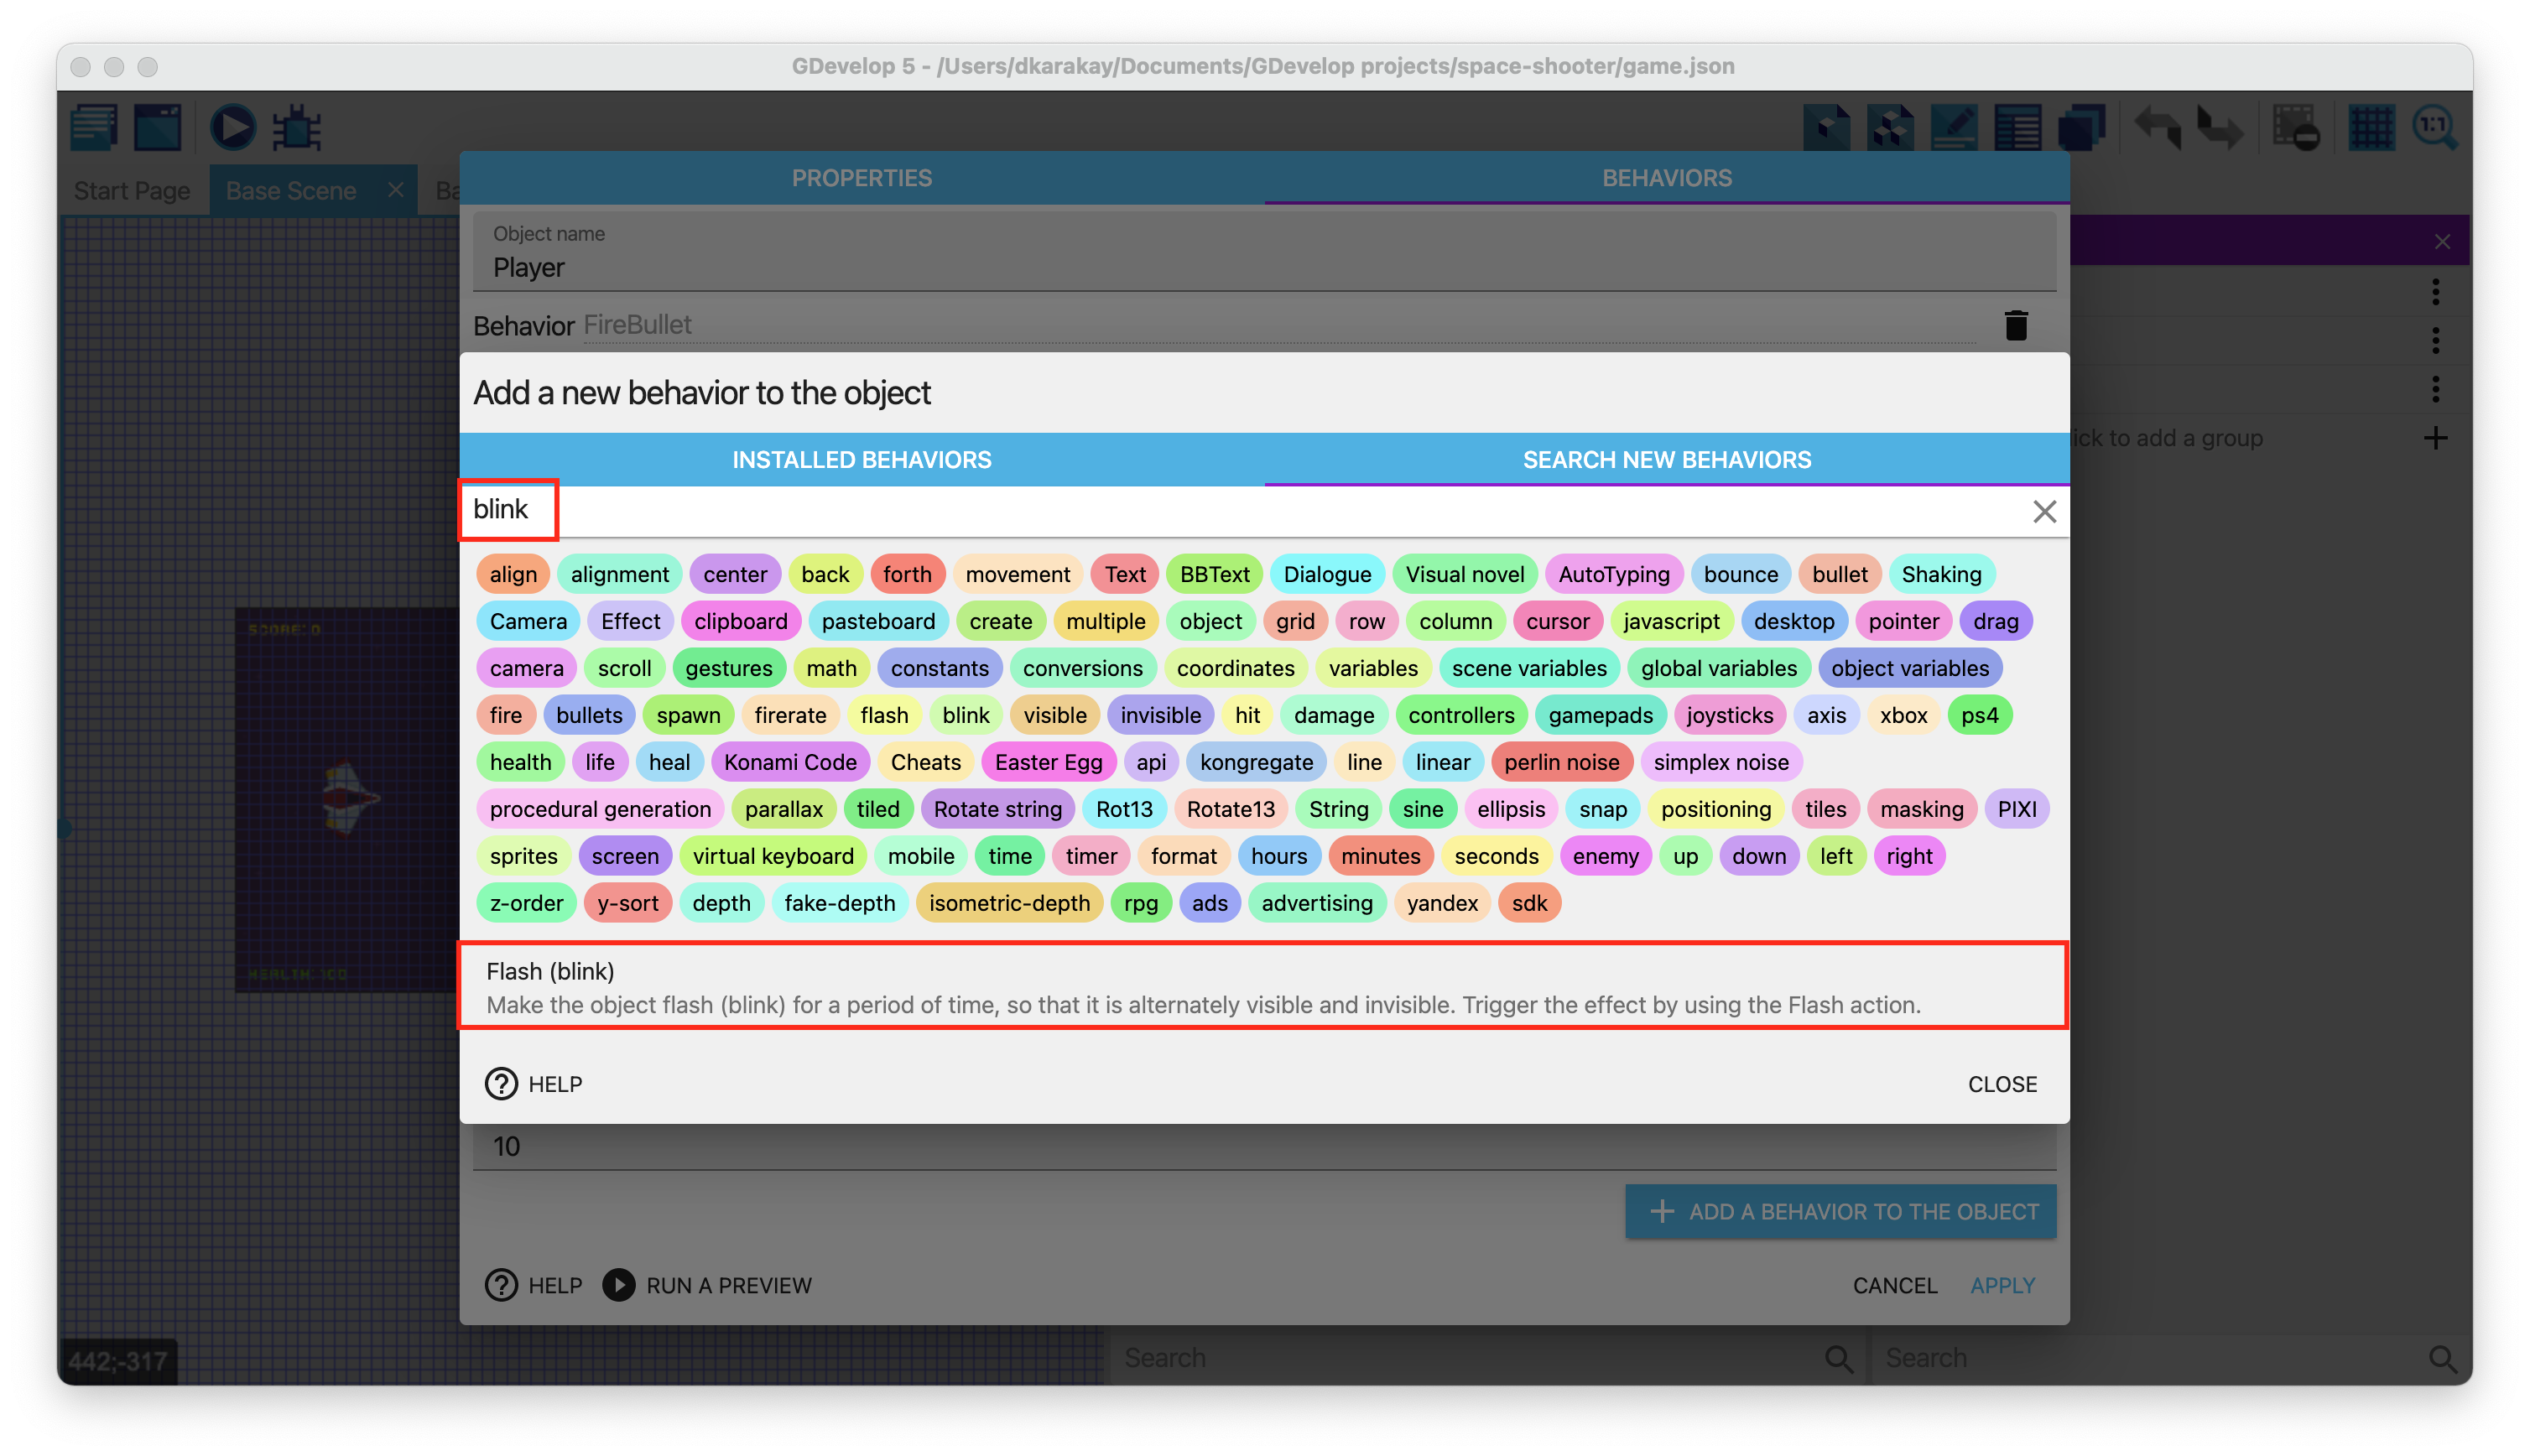 GDevelop 5 - /Users/dkarakay/Documents/GDevelop projects/space-shooter/game.json
1:1
Start Page Base Scene Ba
PROPERTIES BEHAVIORS
Object name
Player
Behavior FireBullet
Add a new behavior to the object
ick to add a group
INSTALLED BEHAVIORS SEARCH NEW BEHAVIORS
blink
align alignment center back forth movement Text BBText Dialogue Visual novel AutoTyping bounce bullet Shaking
Camera Effect clipboard pasteboard create multiple object grid row column cursor javascript desktop pointer drag
SCORE: 0
camera scroll gestures math constants conversions coordinates variables scene variables global variables object variables
fire bullets spawn firerate flash blink visible invisible hit damage controllers gamepads joysticks axis xbox ps4
health life heal Konami Code Cheats Easter Egg api kongregate line linear perlin noise simplex noise
procedural generation parallax tiled Rotate string Rot13 Rotate13 String sine ellipsis snap positioning tiles masking PIXI
sprites screen virtual keyboard mobile time timer format hours minutes seconds enemy up down left right
z-order y-sort depth fake-depth isometric-depth rpg ads advertising yandex sdk
Flash (blink)
HEALTH: 100
Make the object flash (blink) for a period of time, so that it is alternately visible and invisible. Trigger the effect by using the Flash action.
HELP CLOSE
10
ADD A BEHAVIOR TO THE OBJECT
HELP RUN A PREVIEW CANCEL APPLY
442;-317 Search Search